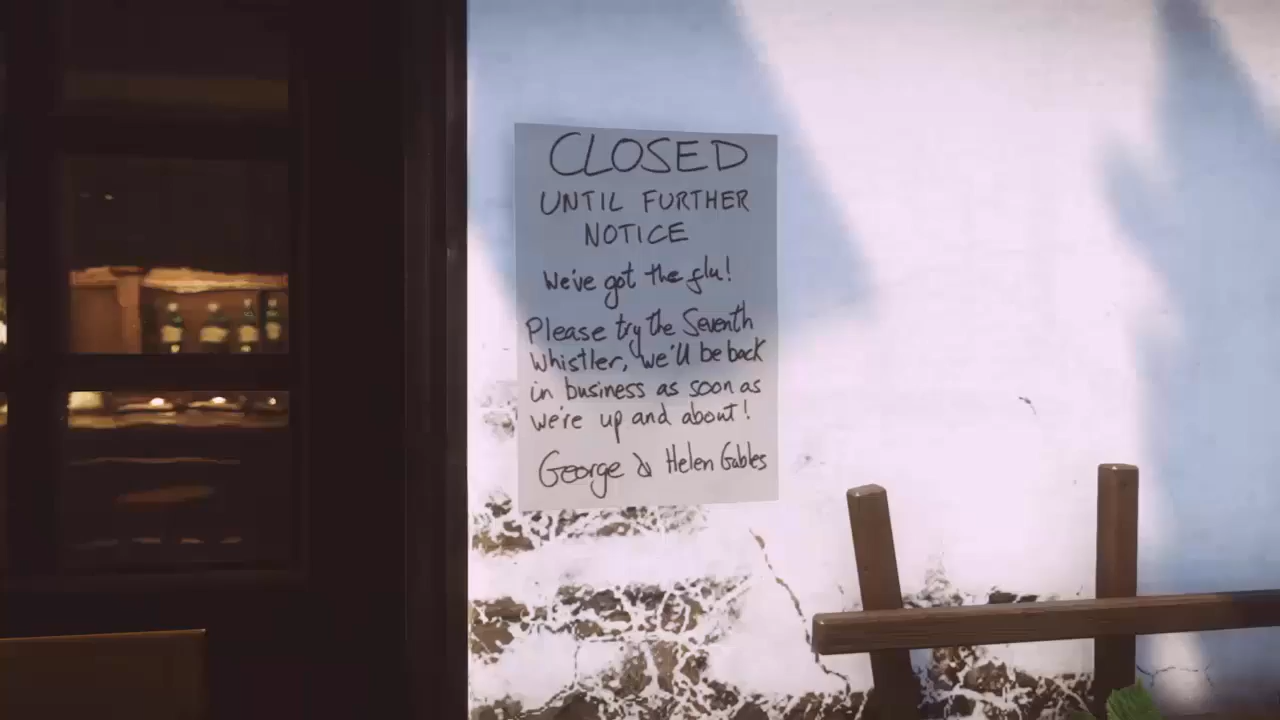 CLOSED
UNTIL FURTHER
NOTICE
We've got the flu!
Please try the Seventh
Whistler, we'll be back
in business as soon as
we're up and about!
George & Helen Gables